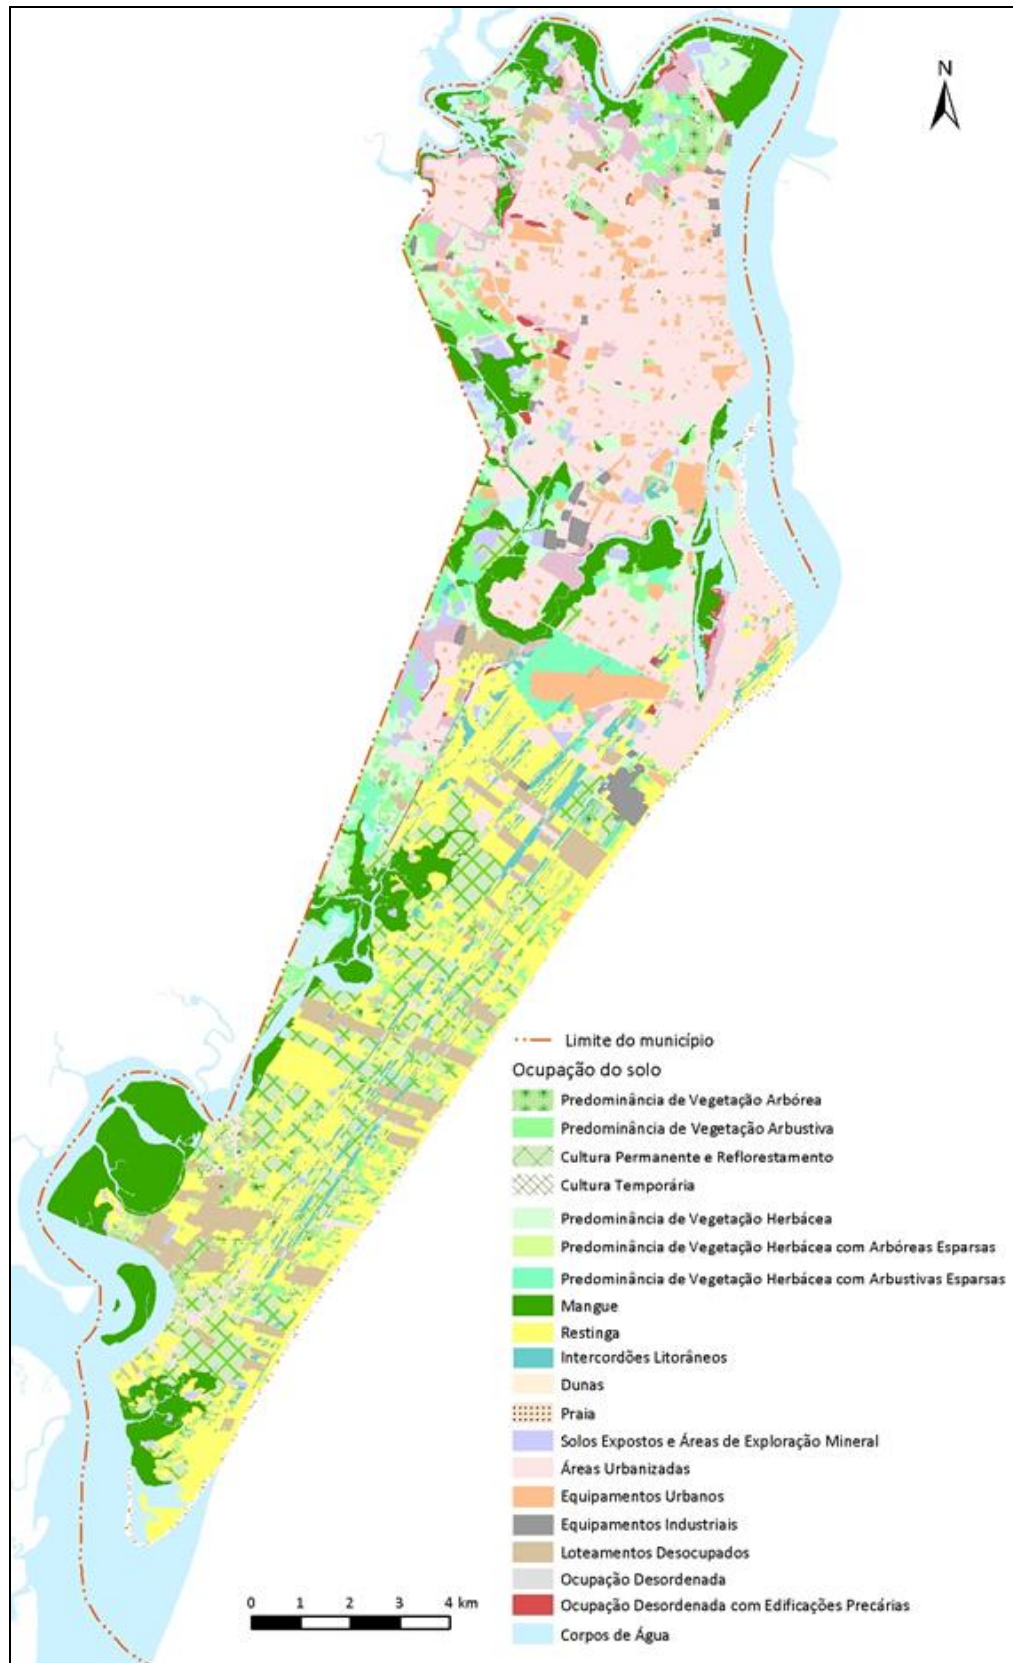 N
Limite do município
Ocupação do solo
Predominância de Vegetação Arbórea
Predominância de Vegetação Arbustiva
Cultura Permanente e Reflorestamento
Cultura Temporária
Predominância de Vegetação Herbácea
Predominância de Vegetação Herbácea com Arbóreas Esparsas
Predominância de Vegetação Herbácea com Arbustivas Esparsas
Mangue
Restinga
Intercordões Litorâneos
Dunas
Praia
Solos Expostos e Áreas de Exploração Mineral
Áreas Urbanizadas
Equipamentos Urbanos
Equipamentos Industriais
Loteamentos Desocupados
Ocupação Desordenada
Ocupação Desordenada com Edificações Precárias
Corpos de Água
0 1 2 3 4 km